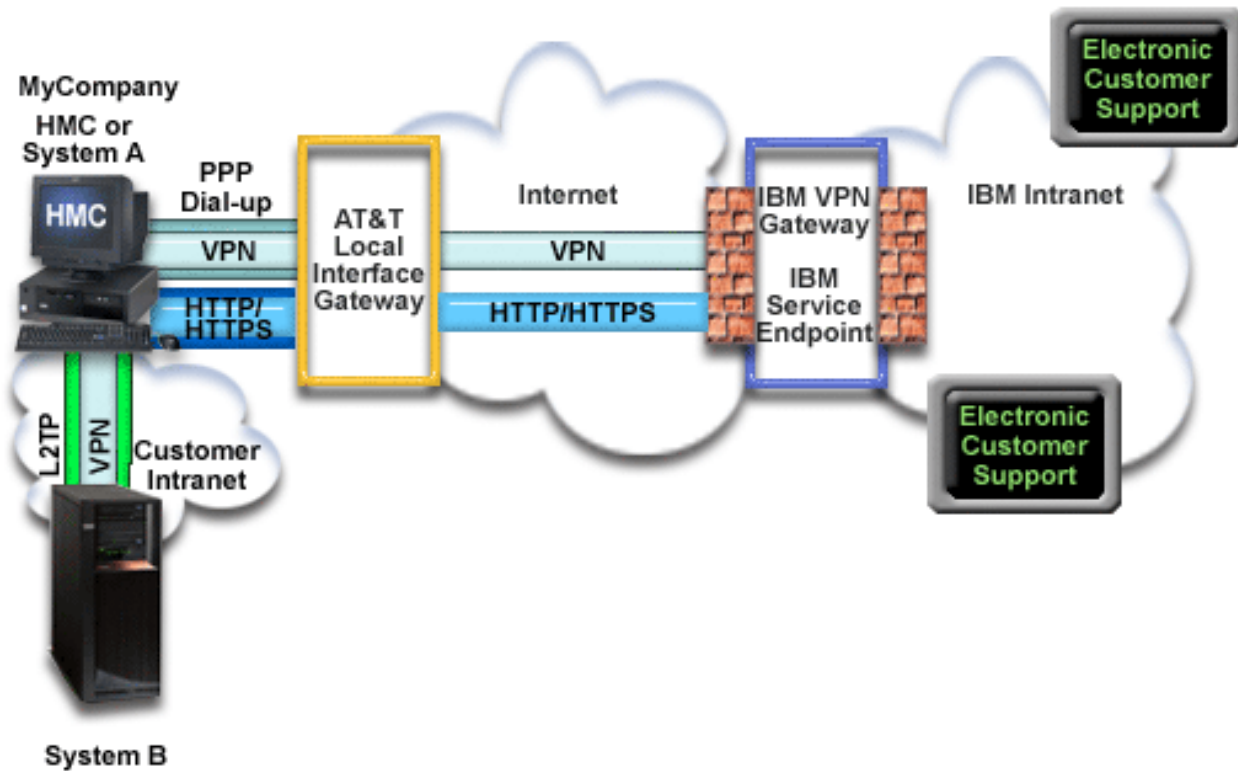 MyCompany
HMC or
System A
HMC
PPP
Dial-up
VPN
HTTP/
HTTPS
AT&T
Local
Interface
Gateway
Internet
VPN
HTTP/HTTPS
IBM VPN
Gateway
IBM
Service
Endpoint
IBM Intranet
Electronic
Customer
Support
Electronic
Customer
Support
L2TP
VPN
Customer
Intranet
System B